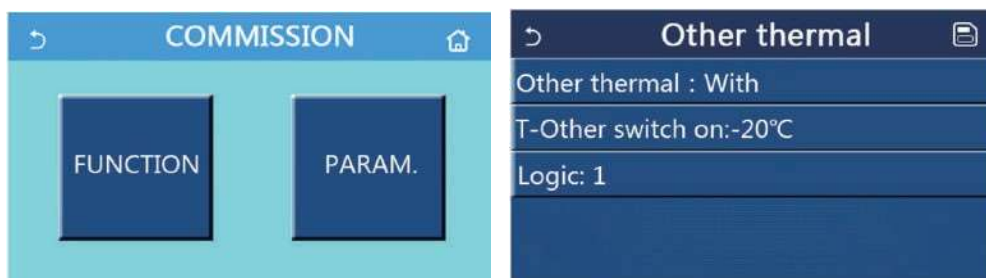 COMMISSION
FUNCTION
PARAM.
Other thermal
Other thermal : With
T-Other switch on:-20℃
Logic: 1